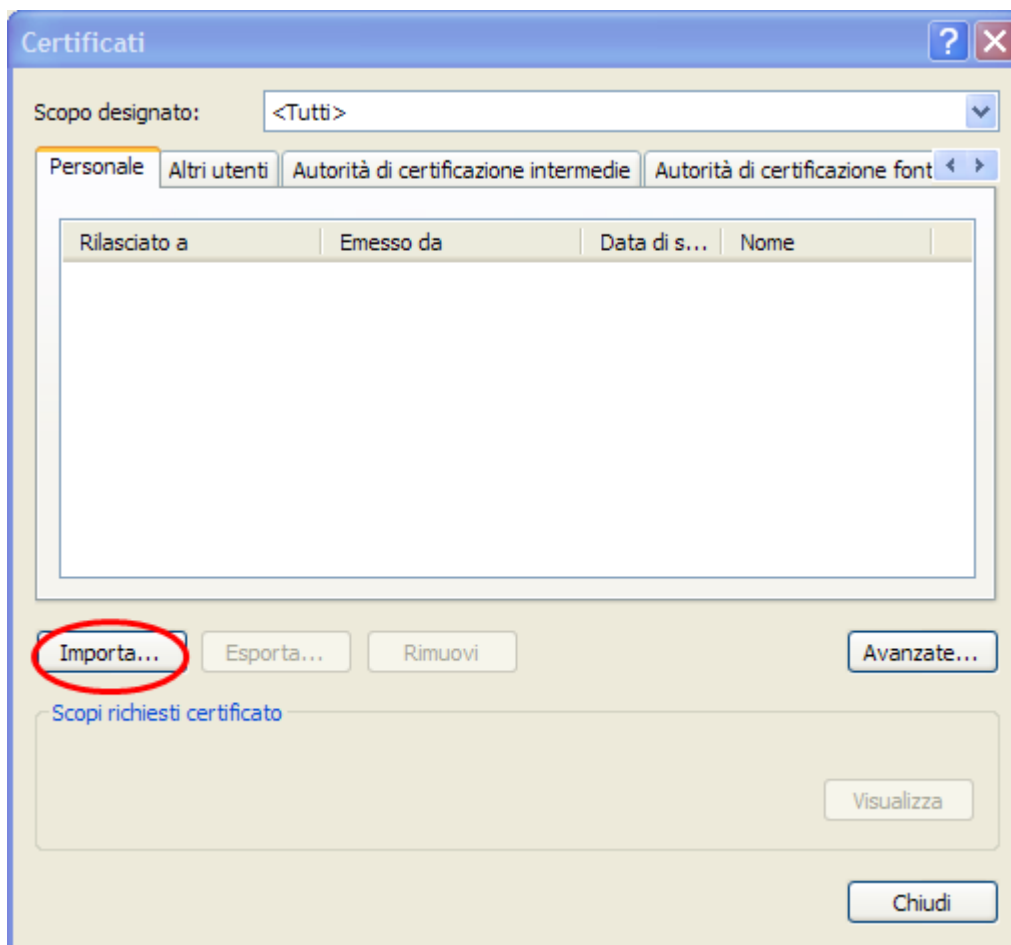 Certificati
Scopo designato: <Tutti>
Personale Altri utenti Autorità di certificazione intermedie Autorità di certificazione font
Rilasciato a Emesso da Data di s... Nome
Importa... Esporta... Rimuovi Avanzate...
Scopi richiesti certificato
Visualizza
Chiudi